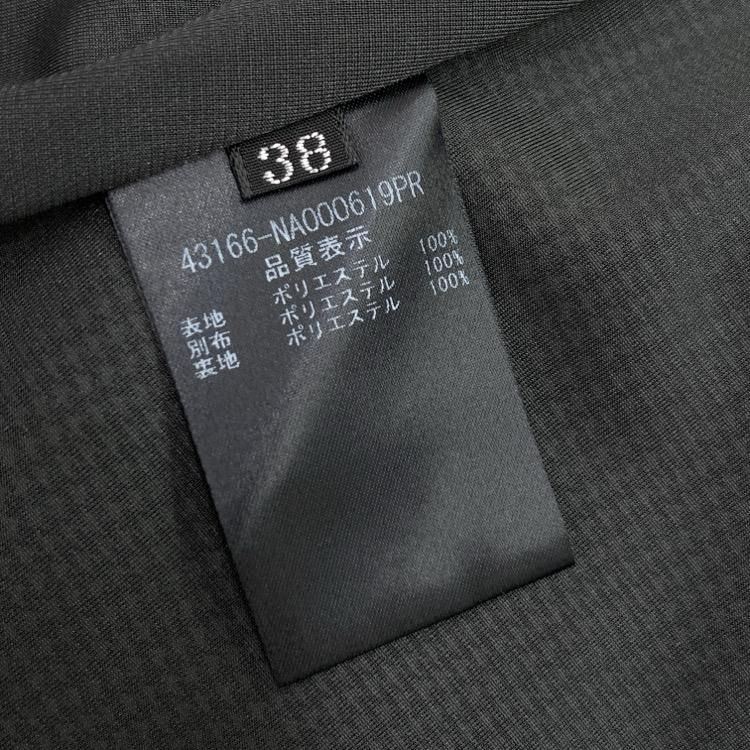 38
43166-NA000619PR
品質表示
表地 ポリエステル 100%
別布 ポリエステル 100%
裏地 ポリエステル 100%